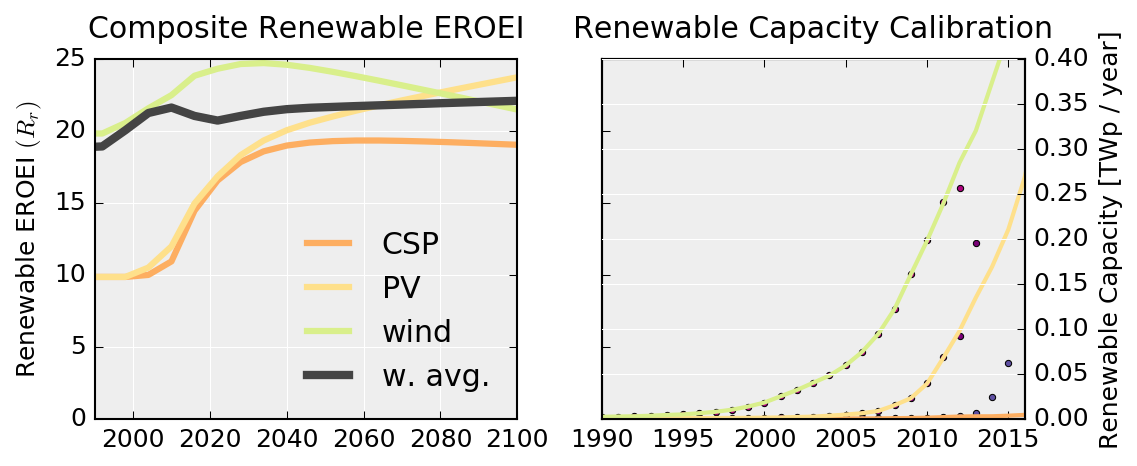 Composite Renewable EROEI
Renewable EROEI (R_r)
25
20
15
10
5
0
2000 2020 2040 2060 2080 2100
CSP
PV
wind
w. avg.
Renewable Capacity Calibration
0.40
0.35
0.30
0.25
0.20
0.15
0.10
0.05
0.00
1990 1995 2000 2005 2010 2015
Renewable Capacity [TWp / year]